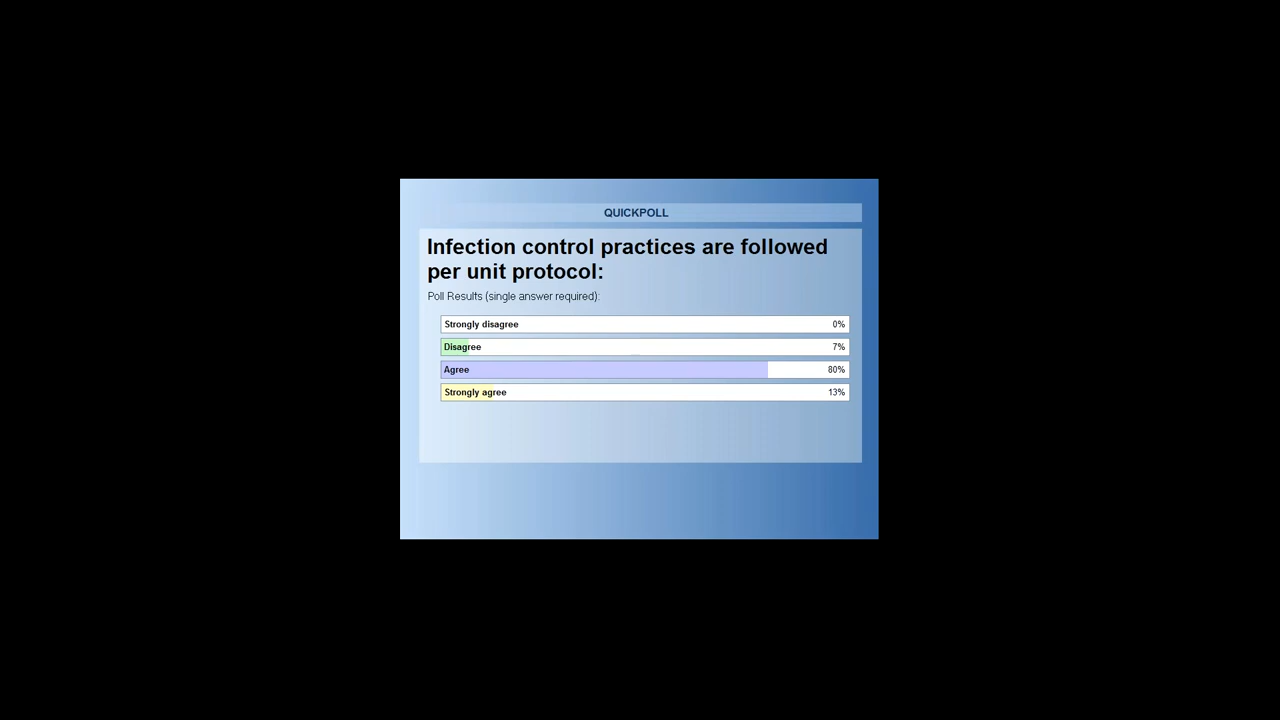 QUICKPOLL
Infection control practices are followed
per unit protocol:
Poll Results (single answer required):
Strongly disagree 0%
Disagree 7%
Agree 80%
Strongly agree 13%